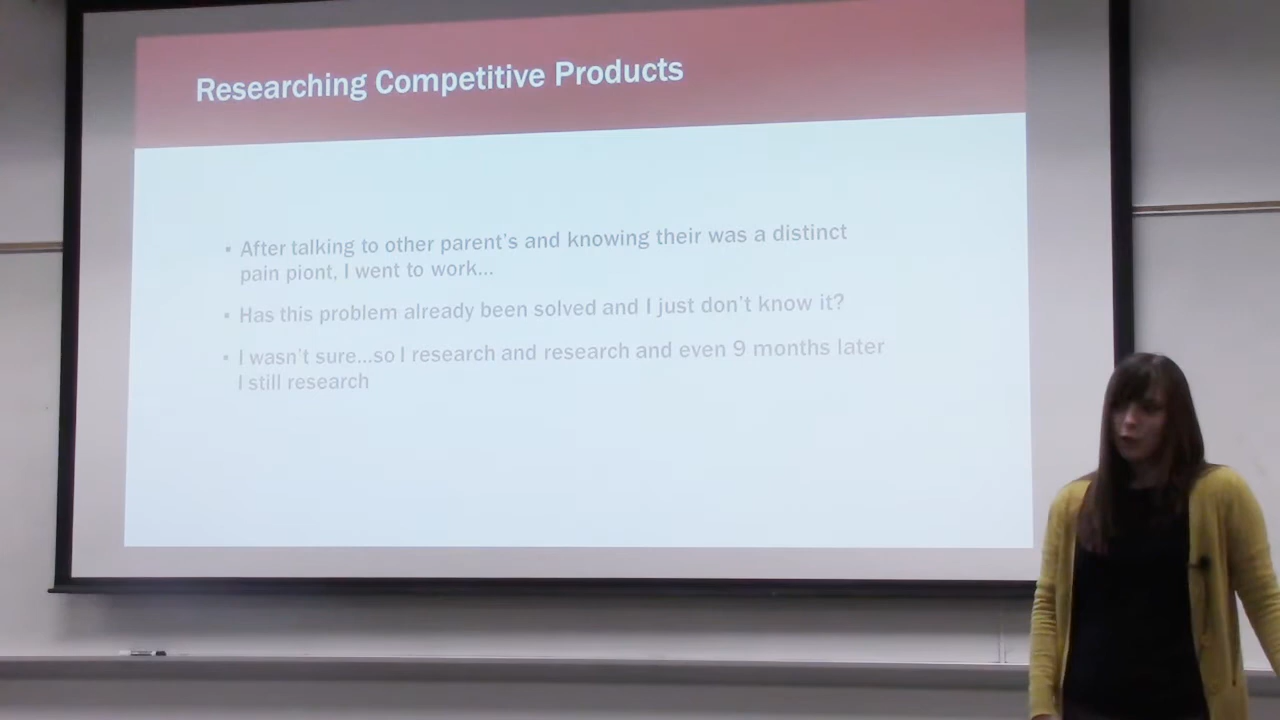 Researching Competitive Products
▪ After talking to other parent's and knowing their was a distinct
pain piont, I went to work...
▪ Has this problem already been solved and I just don't know it?
▪ I wasn't sure...so I research and research and even 9 months later
I still research